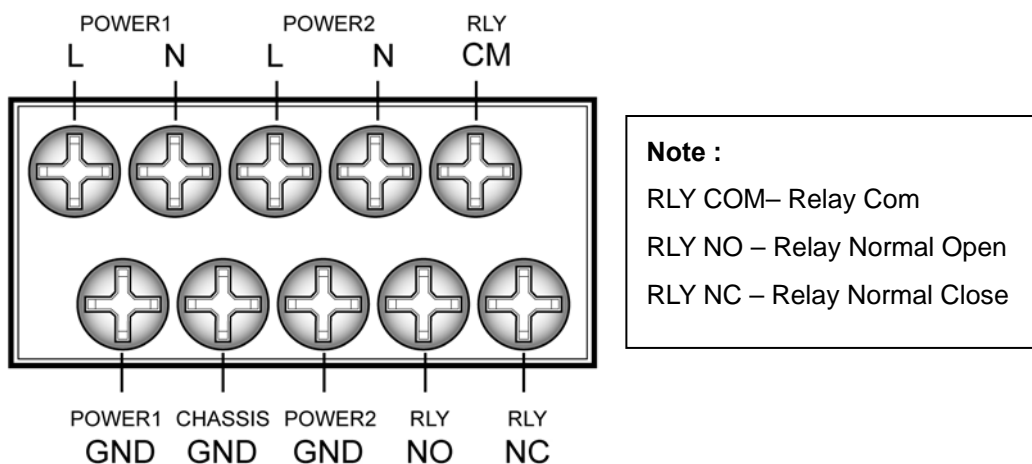 POWER1 POWER2 RLY
L N L N CM
Note :
RLY COM– Relay Com
RLY NO – Relay Normal Open
RLY NC – Relay Normal Close
POWER1 CHASSIS POWER2 RLY RLY
GND GND GND NO NC